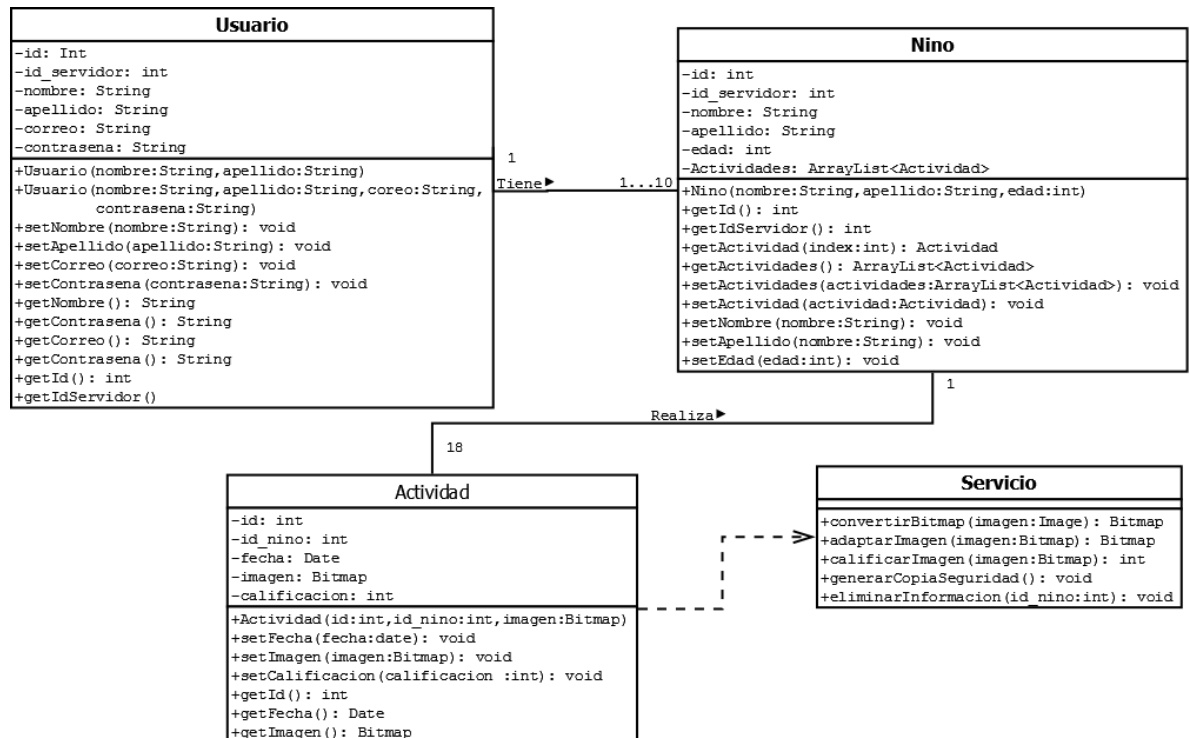 Usuario
-id: Int
-id_servidor: int
-nombre: String
-apellido: String
-correo: String
-contrasena: String
+Usuario(nombre:String,apellido:String)
+Usuario(nombre:String,apellido:String,coreo:String,
contrasena:String)
+setNombre(nombre:String): void
+setApellido(apellido:String): void
+setCorreo(correo:String): void
+setContrasena(contrasena:String): void
+getNombre(): String
+getContrasena(): String
+getCorreo(): String
+getContrasena(): String
+getId(): int
+getIdServidor()
1
Tiene
1...10
Nino
-id: int
-id_servidor: int
-nombre: String
-apellido: String
-edad: int
-Actividades: ArrayList<Actividad>
+Nino(nombre:String,apellido:String,edad:int)
+getId(): int
+getIdServidor(): int
+getActividad(index:int): Actividad
+getActividades(): ArrayList<Actividad>
+setActividades(actividades:ArrayList<Actividad>): void
+setActividad(actividad:Actividad): void
+setNombre(nombre:String): void
+setApellido(nombre:String): void
+setEdad(edad:int): void
1
Realiza
18
Actividad
-id: int
-id_nino: int
-fecha: Date
-imagen: Bitmap
-calificacion: int
+Actividad(id:int,id_nino:int,imagen:Bitmap)
+setFecha(fecha:date): void
+setImagen(imagen:Bitmap): void
+setCalificacion(calificacion :int): void
+getId(): int
+getFecha(): Date
+getImagen(): Bitmap
Servicio
+convertirBitmap(imagen:Image): Bitmap
+adaptarImagen(imagen:Bitmap): Bitmap
+calificarImagen(imagen:Bitmap): int
+generarCopiaSeguridad(): void
+eliminarInformacion(id_nino:int): void